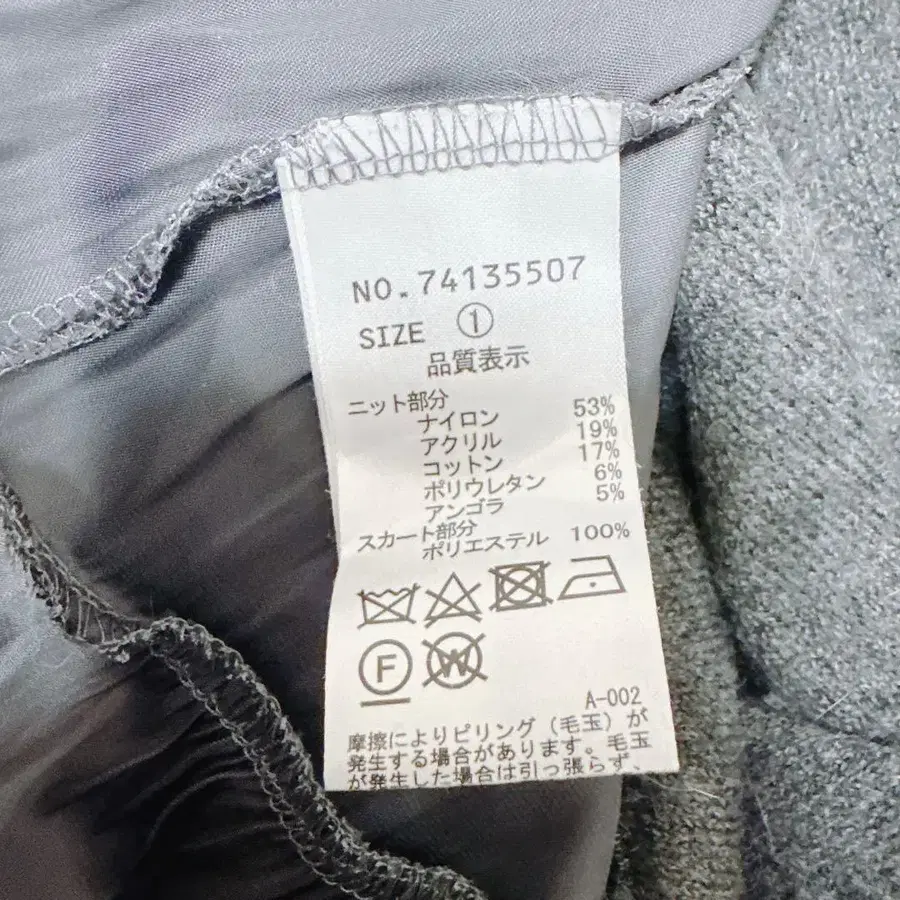 NO.74135507
SIZE ①
品質表示
ニット部分
ナイロン 53%
アクリル 19%
コットン 17%
ポリウレタン 6%
アンゴラ 5%
スカート部分
ポリエステル 100%
F W
A-002
摩擦によりピリング(毛玉)が
発生する場合があります。毛玉
が発生した場合は引っ張らず、